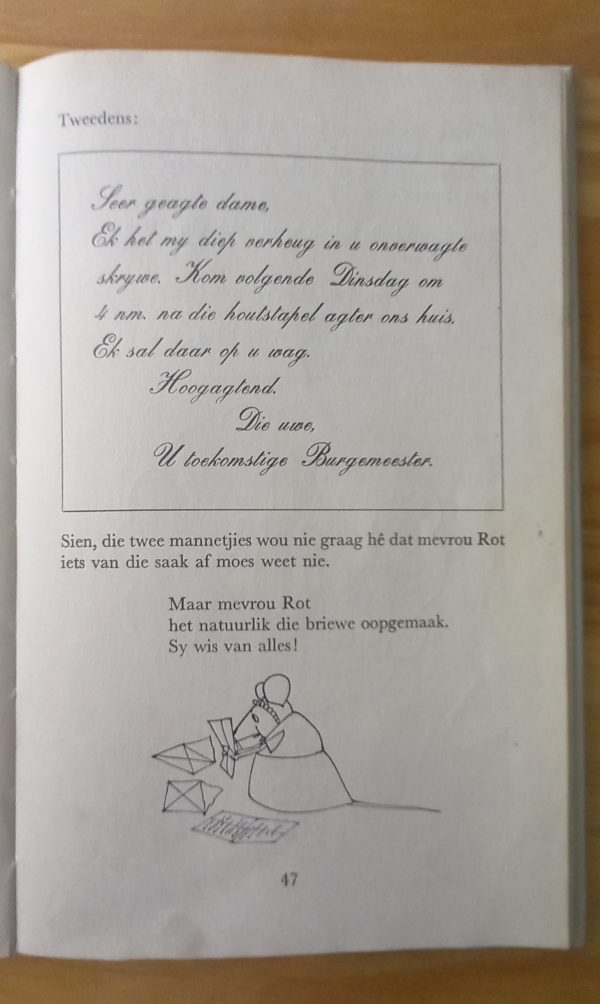 Tweedens:
Seer geagte dame,
Ek het my diep verheug in u onverwagte
skrywe. Kom volgende Dinsdag om
4 nm. na die houtstapel agter ons huis.
Ek sal daar op u wag.
Hoogagtend.
Die uwe,
U toekomstige Burgemeester.
Sien, die twee mannetjies wou nie graag hê dat mevrou Rot
iets van die saak af moes weet nie.
Maar mevrou Rot
het natuurlik die briewe oopgemaak.
Sy wis van alles!
47